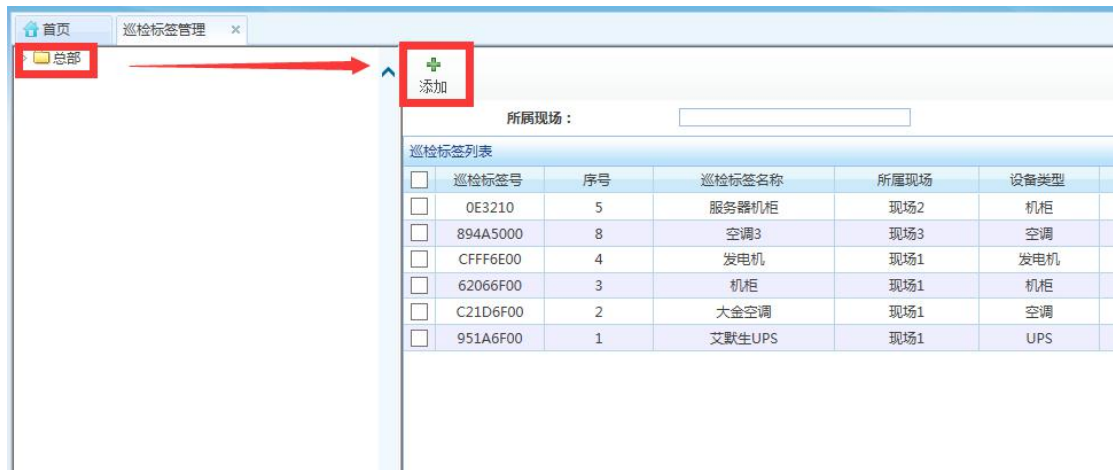 首页 巡检标签管理 ×
总部
添加
所属现场：
巡检标签列表
巡检标签号 序号 巡检标签名称 所属现场 设备类型
0E3210 5 服务器机柜 现场2 机柜
894A5000 8 空调3 现场3 空调
CFFF6E00 4 发电机 现场1 发电机
62066F00 3 机柜 现场1 机柜
C21D6F00 2 大金空调 现场1 空调
951A6F00 1 艾默生UPS 现场1 UPS